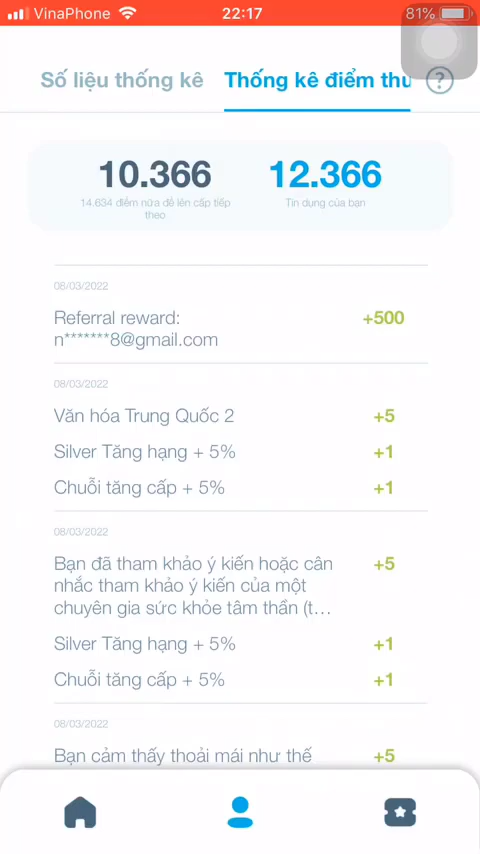 VinaPhone
22:17
81%
Số liệu thống kê
Thống kê điểm thư
?
10.366
12.366
14.634 điểm nữa để lên cấp tiếp
theo
Tín dụng của bạn
08/03/2022
Referral reward:
+500
n*******8@gmail.com
08/03/2022
Văn hóa Trung Quốc 2
+5
Silver Tăng hạng + 5%
+1
Chuỗi tăng cấp + 5%
+1
08/03/2022
Bạn đã tham khảo ý kiến hoặc cân
+5
nhắc tham khảo ý kiến của một
chuyên gia sức khỏe tâm thần (t...
Silver Tăng hạng + 5%
+1
Chuỗi tăng cấp + 5%
+1
08/03/2022
Bạn cảm thấy thoải mái như thế
+5